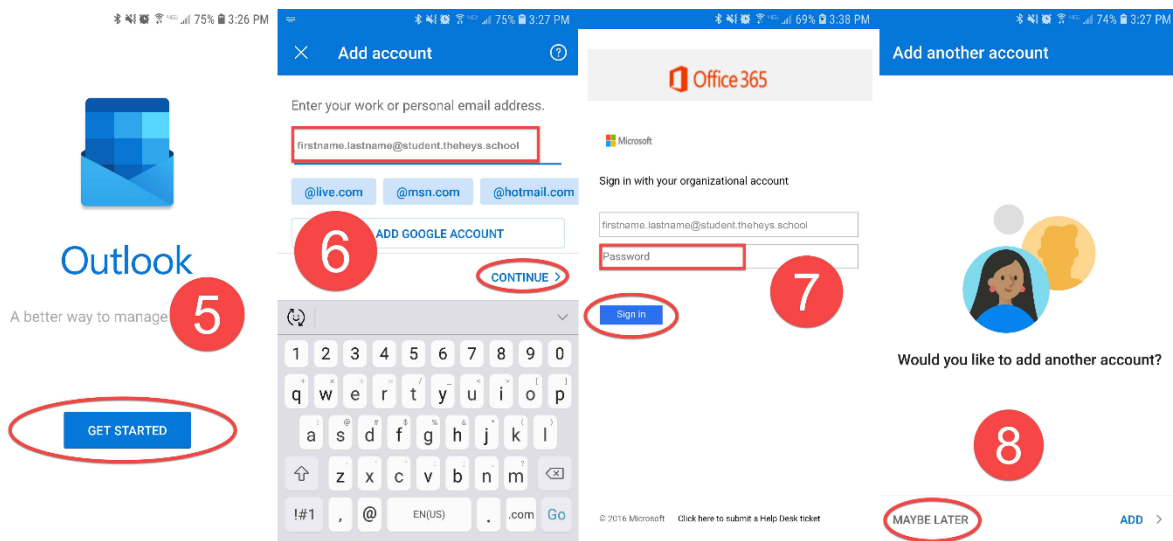 75% 3:26 PM
Outlook
A better way to manage
5
GET STARTED
75% 3:27 PM
Add account
?
Enter your work or personal email address.
firstname.lastname@student.theheys.school
@live.com @msn.com @hotmail.com
ADD GOOGLE ACCOUNT
6
CONTINUE >
1 2 3 4 5 6 7 8 9 0
q w e r t y u i o p
a s d f g h j k l
z x c v b n m
!#1 , @ EN(US) . .com Go
69% 3:38 PM
Office 365
Microsoft
Sign in with your organizational account
firstname.lastname@student.theheys.school
Password
7
Sign in
© 2016 Microsoft Click here to submit a Help Desk ticket
74% 3:27 PM
Add another account
Would you like to add another account?
8
MAYBE LATER ADD >